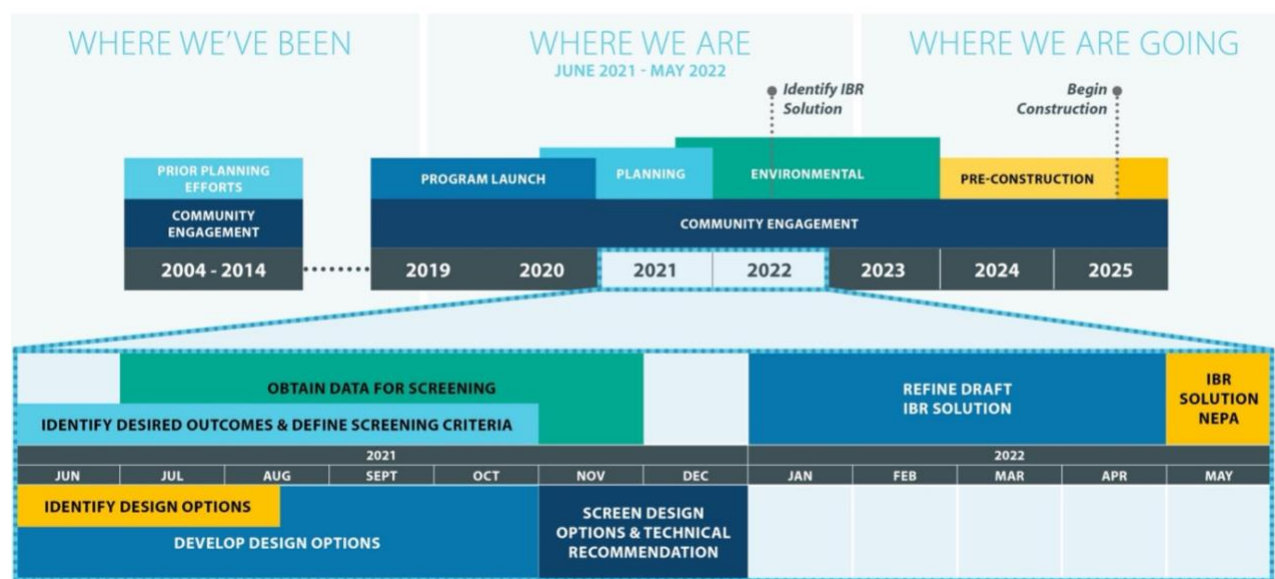 WHERE WE'VE BEEN
WHERE WE ARE
JUNE 2021 - MAY 2022
WHERE WE ARE GOING
Identify IBR
Solution
Begin
Construction
PRIOR PLANNING
EFFORTS
PROGRAM LAUNCH
PLANNING
ENVIRONMENTAL
PRE-CONSTRUCTION
COMMUNITY
ENGAGEMENT
COMMUNITY ENGAGEMENT
2004 - 2014
2019
2020
2021
2022
2023
2024
2025
OBTAIN DATA FOR SCREENING
IDENTIFY DESIRED OUTCOMES & DEFINE SCREENING CRITERIA
REFINE DRAFT
IBR SOLUTION
IBR
SOLUTION
NEPA
2021
2022
JUN
JUL
AUG
SEPT
OCT
NOV
DEC
JAN
FEB
MAR
APR
MAY
IDENTIFY DESIGN OPTIONS
DEVELOP DESIGN OPTIONS
SCREEN DESIGN
OPTIONS & TECHNICAL
RECOMMENDATION